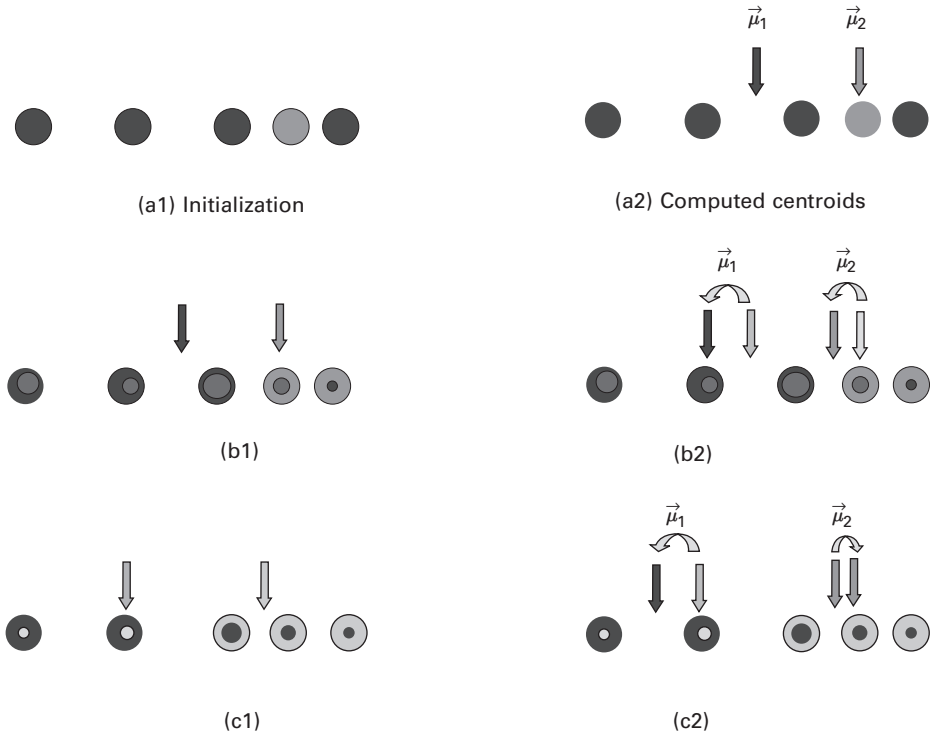 μ⃗₁ μ⃗₂
(a1) Initialization
(a2) Computed centroids
μ⃗₁ μ⃗₂
(b1)
(b2)
μ⃗₁ μ⃗₂
(c1)
(c2)